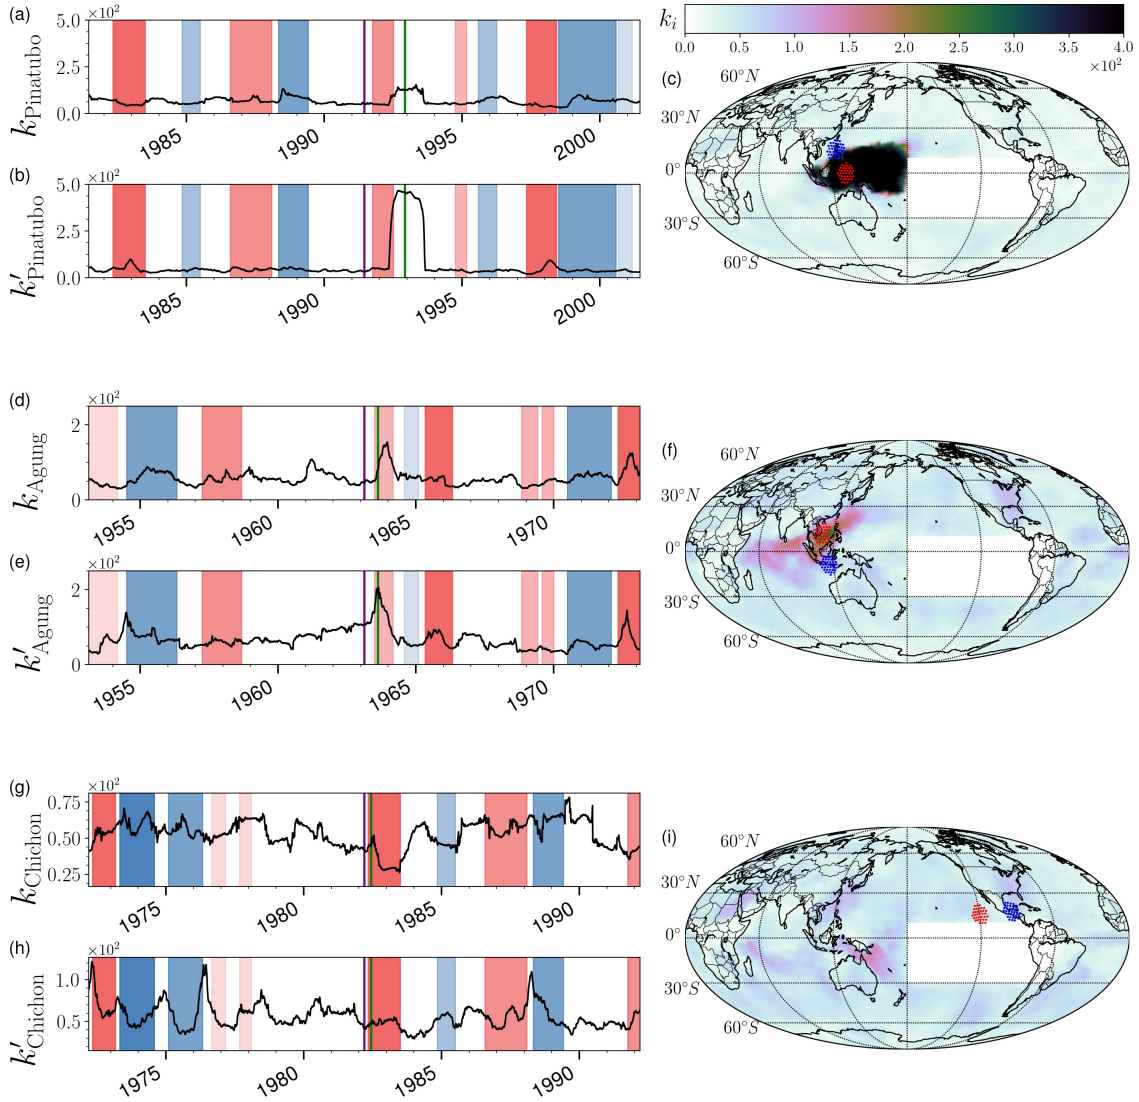 (a)
5.0
×10²
2.5
0.0
k_Pinatubo
1985
1990
1995
2000
(b)
5.0
×10²
2.5
0.0
k′_Pinatubo
1985
1990
1995
2000
k_i
0.0
0.5
1.0
1.5
2.0
2.5
3.0
3.5
4.0
×10²
(c)
60°N
30°N
0°
30°S
60°S
(d)
×10²
2
0
k_Agung
1955
1960
1965
1970
(e)
×10²
2
0
k′_Agung
1955
1960
1965
1970
(f)
60°N
30°N
0°
30°S
60°S
(g)
×10²
0.75
0.50
0.25
k_Chichon
1975
1980
1985
1990
(h)
×10²
1.0
0.5
k′_Chichon
1975
1980
1985
1990
(i)
60°N
30°N
0°
30°S
60°S